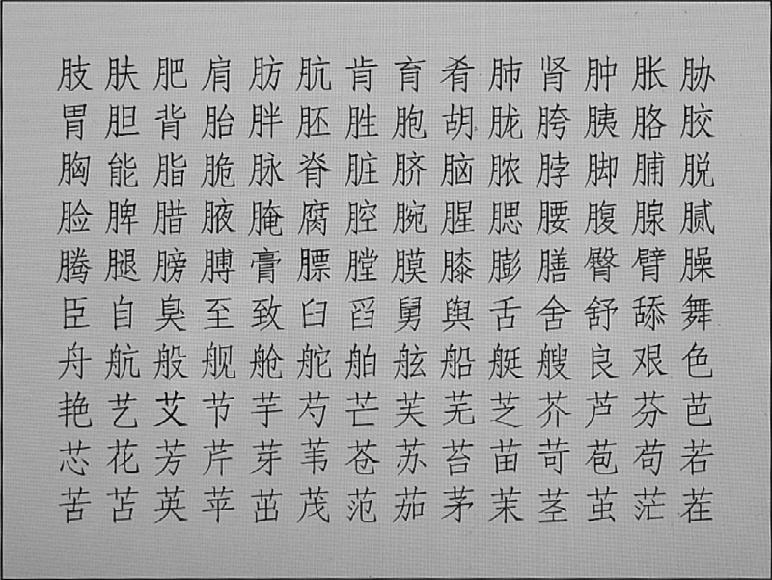 肢肤肥肩肪肮肯育肴肺肾肿胀胁
胃胆背胎胖胚胜胞胡胧胯胰胳胶
胸能脂脆脉脊脏脐脑脓脖脚脯脱
脸脾腊腋腌腐腔腕腥腮腰腹腺腻
腾腿膀膊膏膘膛膜膝膨膳臀臂臊
臣自臭至致臼舀舅舆舌舍舒舔舞
舟航般舰舱舵舶舷船艇艘良艰色
艳艺艾节芋芍芒芙芜芝芥芦芬芭
芯花芳芹芽苇苍苏苔苗苛苞苟若
苦苫英苹茁茂范茄茅茉茎茧茫茬